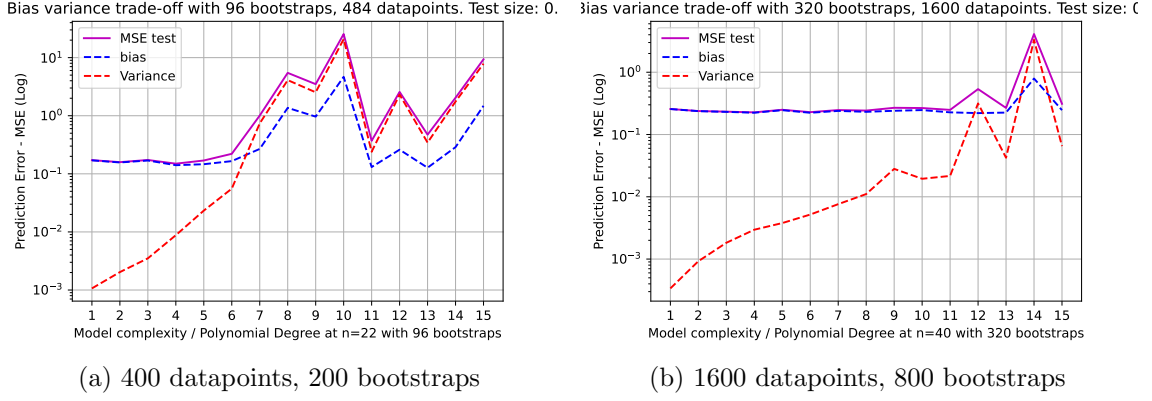 Bias variance trade-off with 96 bootstraps, 484 datapoints. Test size: 0.
MSE test
bias
Variance
Prediction Error - MSE (Log)
10¹
10⁰
10⁻¹
10⁻²
10⁻³
1 2 3 4 5 6 7 8 9 10 11 12 13 14 15
Model complexity / Polynomial Degree at n=22 with 96 bootstraps
(a) 400 datapoints, 200 bootstraps
Bias variance trade-off with 320 bootstraps, 1600 datapoints. Test size: 0
MSE test
bias
Variance
Prediction Error - MSE (Log)
10⁰
10⁻¹
10⁻²
10⁻³
1 2 3 4 5 6 7 8 9 10 11 12 13 14 15
Model complexity / Polynomial Degree at n=40 with 320 bootstraps
(b) 1600 datapoints, 800 bootstraps